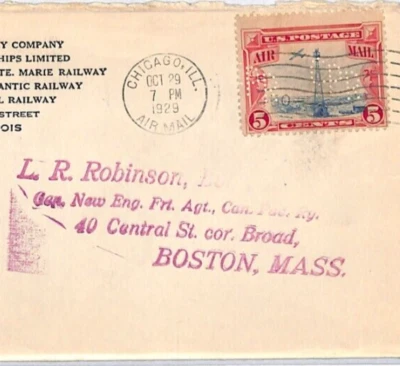 Y COMPANY
HIPS LIMITED
TE. MARIE RAILWAY
ANTIC RAILWAY
L RAILWAY
STREET
OIS
CHICAGO, ILL.
OCT 29
7 PM
1929
AIR MAIL
U.S. POSTAGE
AIR MAIL
5 CENTS 5
L. R. Robinson,
Gen. New Eng. Frt. Agt., Can. Pac. Ry.
40 Central St. cor. Broad,
BOSTON, MASS.